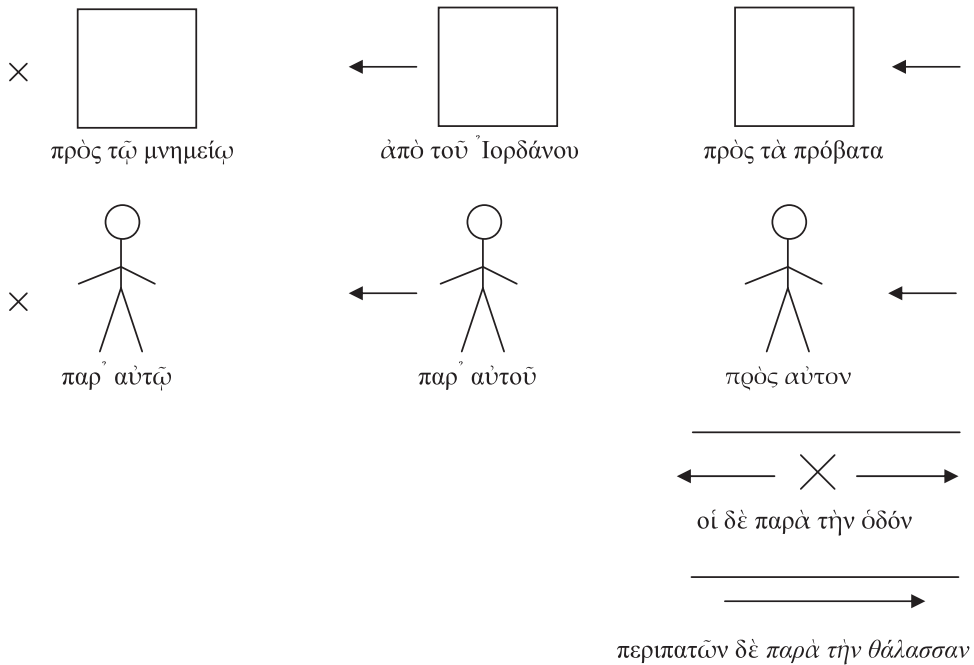 πρὸς τῷ μνημείῳ
ἀπὸ τοῦ Ἰορδάνου
πρὸς τὰ πρόβατα
παρ᾽ αὐτῷ
παρ᾽ αὐτοῦ
πρὸς αὐτον
οἱ δὲ παρὰ τὴν ὁδόν
περιπατῶν δὲ παρὰ τὴν θάλασσαν